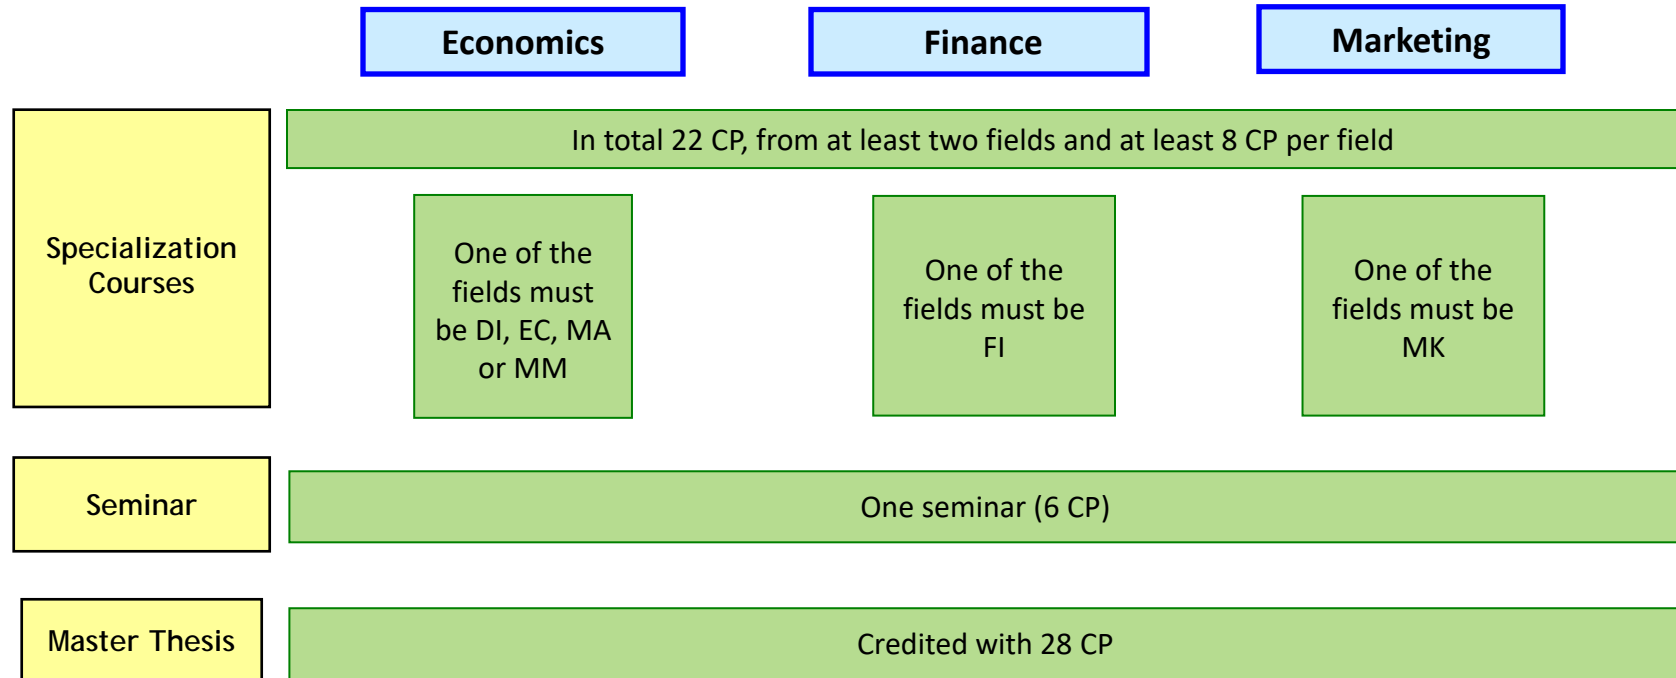 Economics
Finance
Marketing
Specialization
Courses
In total 22 CP, from at least two fields and at least 8 CP per field
One of the
fields must
be DI, EC, MA
or MM
One of the
fields must be
FI
One of the
fields must be
MK
Seminar
One seminar (6 CP)
Master Thesis
Credited with 28 CP